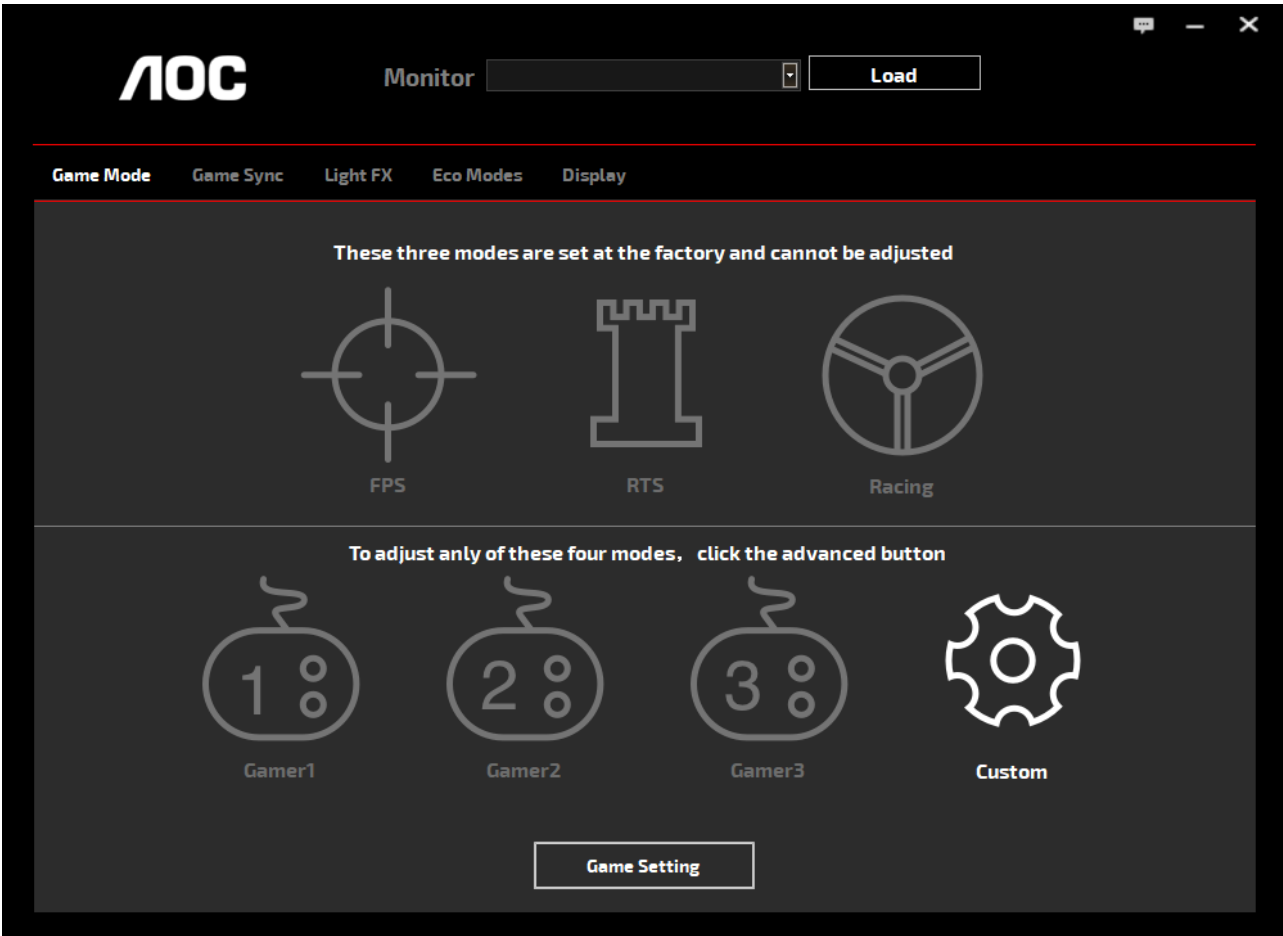 AOC
Monitor Load
Game Mode Game Sync Light FX Eco Modes Display
These three modes are set at the factory and cannot be adjusted
FPS RTS Racing
To adjust anly of these four modes, click the advanced button
1 2 3
Gamer1 Gamer2 Gamer3 Custom
Game Setting